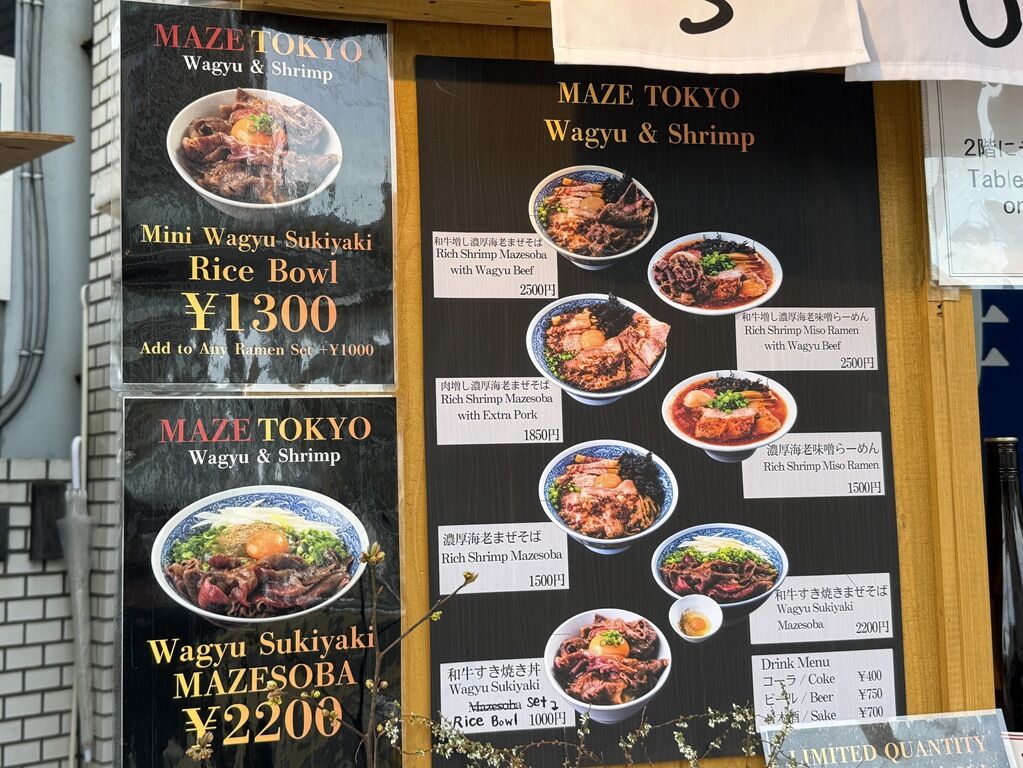 MAZE TOKYO
Wagyu & Shrimp
Mini Wagyu Sukiyaki
Rice Bowl
¥1300
Add to Any Ramen Set +¥1000
MAZE TOKYO
Wagyu & Shrimp
Wagyu Sukiyaki
MAZESOBA
¥2200
MAZE TOKYO
Wagyu & Shrimp
和牛増し濃厚海老まぜそば
Rich Shrimp Mazesoba
with Wagyu Beef
2500円
和牛増し濃厚海老味噌らーめん
Rich Shrimp Miso Ramen
with Wagyu Beef
2500円
肉増し濃厚海老まぜそば
Rich Shrimp Mazesoba
with Extra Pork
1850円
濃厚海老味噌らーめん
Rich Shrimp Miso Ramen
1500円
濃厚海老まぜそば
Rich Shrimp Mazesoba
1500円
和牛すき焼きまぜそば
Wagyu Sukiyaki
Mazesoba
2200円
和牛すき焼き丼
Wagyu Sukiyaki
Mazesoba set
Rice Bowl 1000円
Drink Menu
コーラ / Coke ¥400
ビール / Beer ¥750
日本酒 / Sake ¥700
LIMITED QUANTITY
2階に
Table